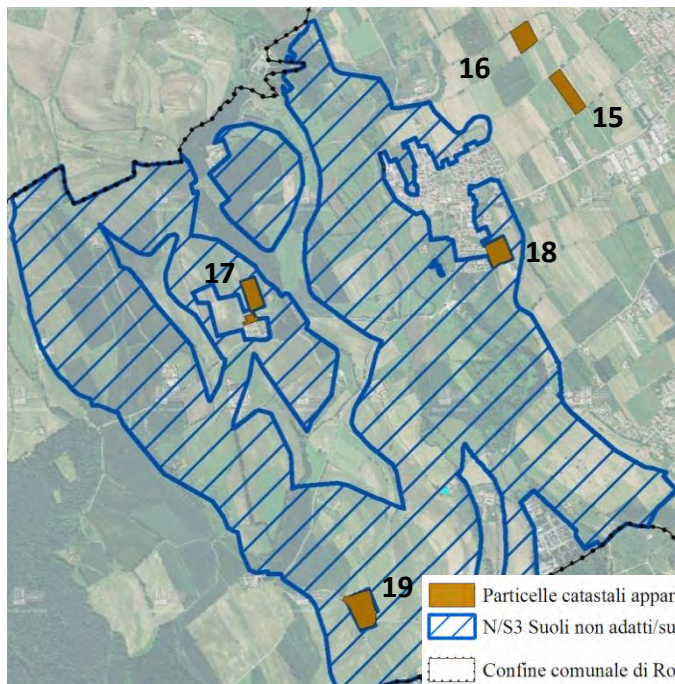 16
15
18
17
19
Particelle catastali appar
N/S3 Suoli non adatti/su
Confine comunale di Ro